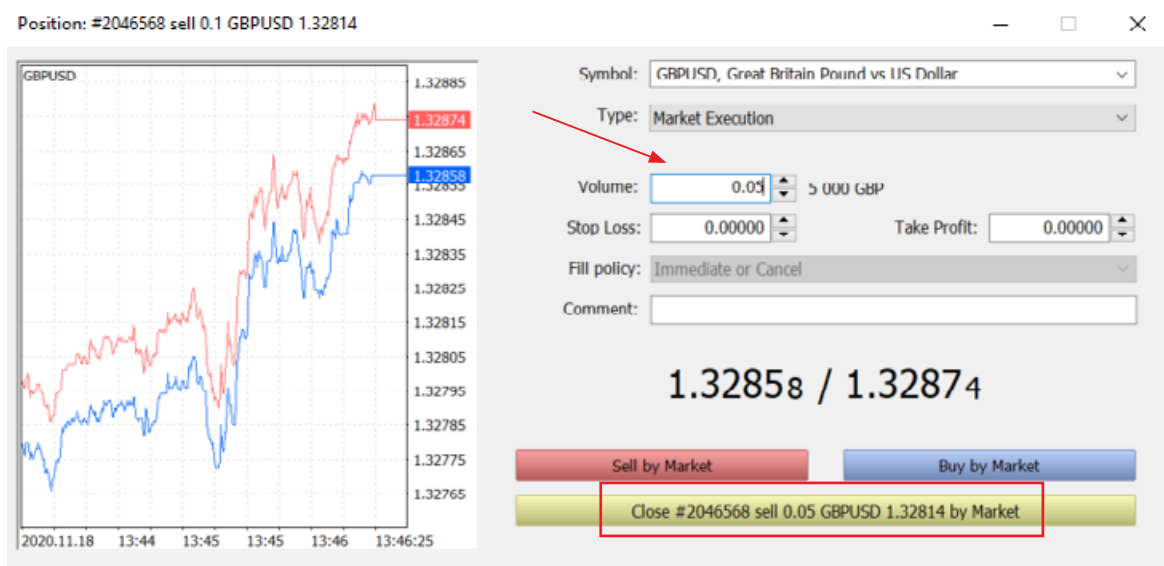 Position: #2046568 sell 0.1 GBPUSD 1.32814
GBPUSD
1.32885
1.32874
1.32865
1.32858
1.32855
1.32845
1.32835
1.32825
1.32815
1.32805
1.32795
1.32785
1.32775
1.32765
2020.11.18 13:44 13:45 13:45 13:46 13:46:25
Symbol: GBPUSD, Great Britain Pound vs US Dollar
Type: Market Execution
Volume: 0.05 5 000 GBP
Stop Loss: 0.00000 Take Profit: 0.00000
Fill policy: Immediate or Cancel
Comment:
1.32858 / 1.32874
Sell by Market Buy by Market
Close #2046568 sell 0.05 GBPUSD 1.32814 by Market